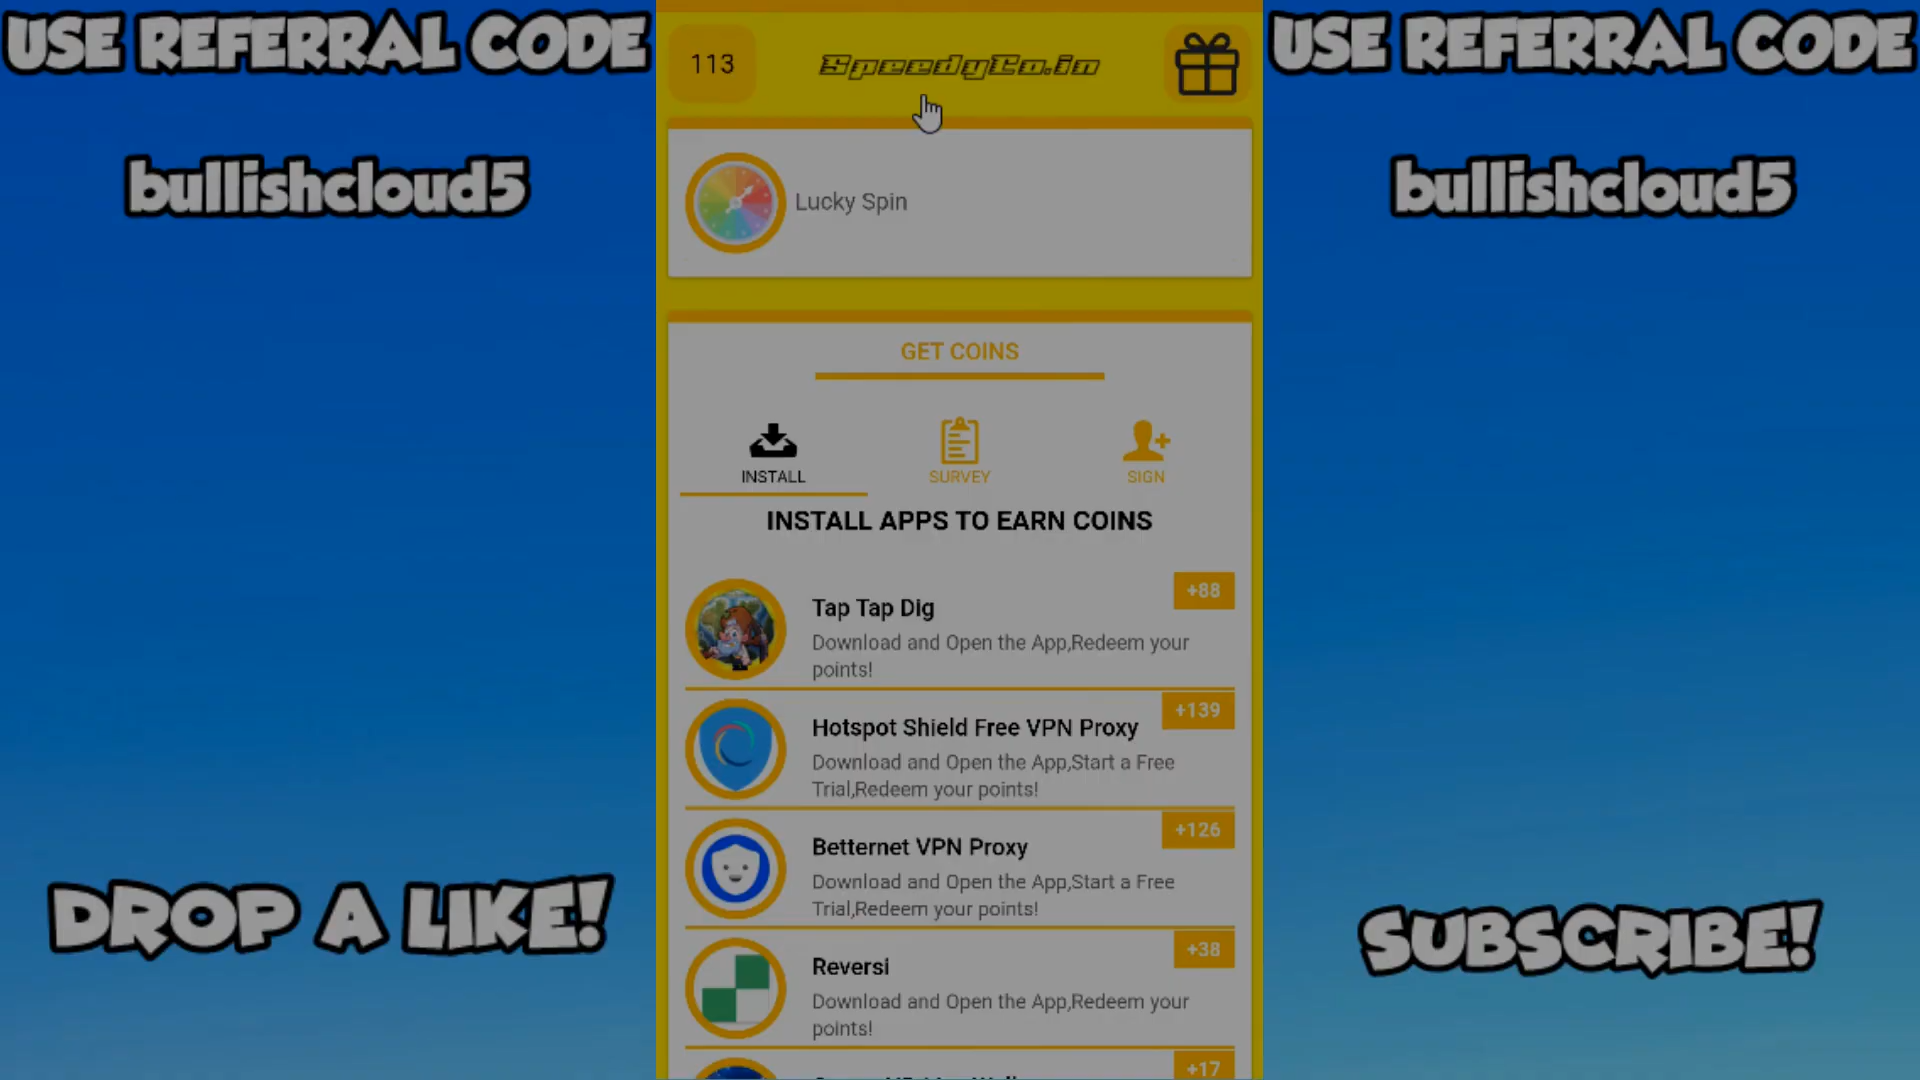 USE REFERRAL CODE
bullishcloud5
DROP A LIKE!
113
SpeedyCo.in
Lucky Spin
GET COINS
INSTALL
SURVEY
SIGN
INSTALL APPS TO EARN COINS
Tap Tap Dig
+88
Download and Open the App,Redeem your
points!
Hotspot Shield Free VPN Proxy
+139
Download and Open the App,Start a Free
Trial,Redeem your points!
Betternet VPN Proxy
+126
Download and Open the App,Start a Free
Trial,Redeem your points!
Reversi
+38
Download and Open the App,Redeem your
points!
+17
USE REFERRAL CODE
bullishcloud5
SUBSCRIBE!